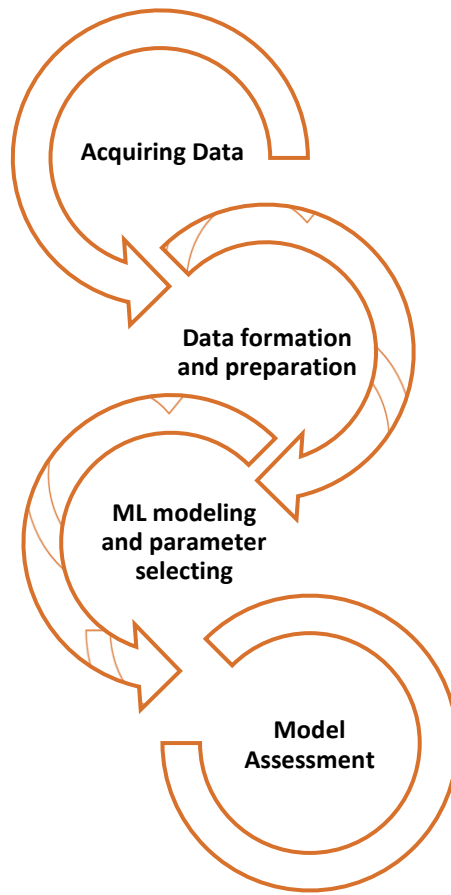 Acquiring Data
Data formation
and preparation
ML modeling
and parameter
selecting
Model
Assessment